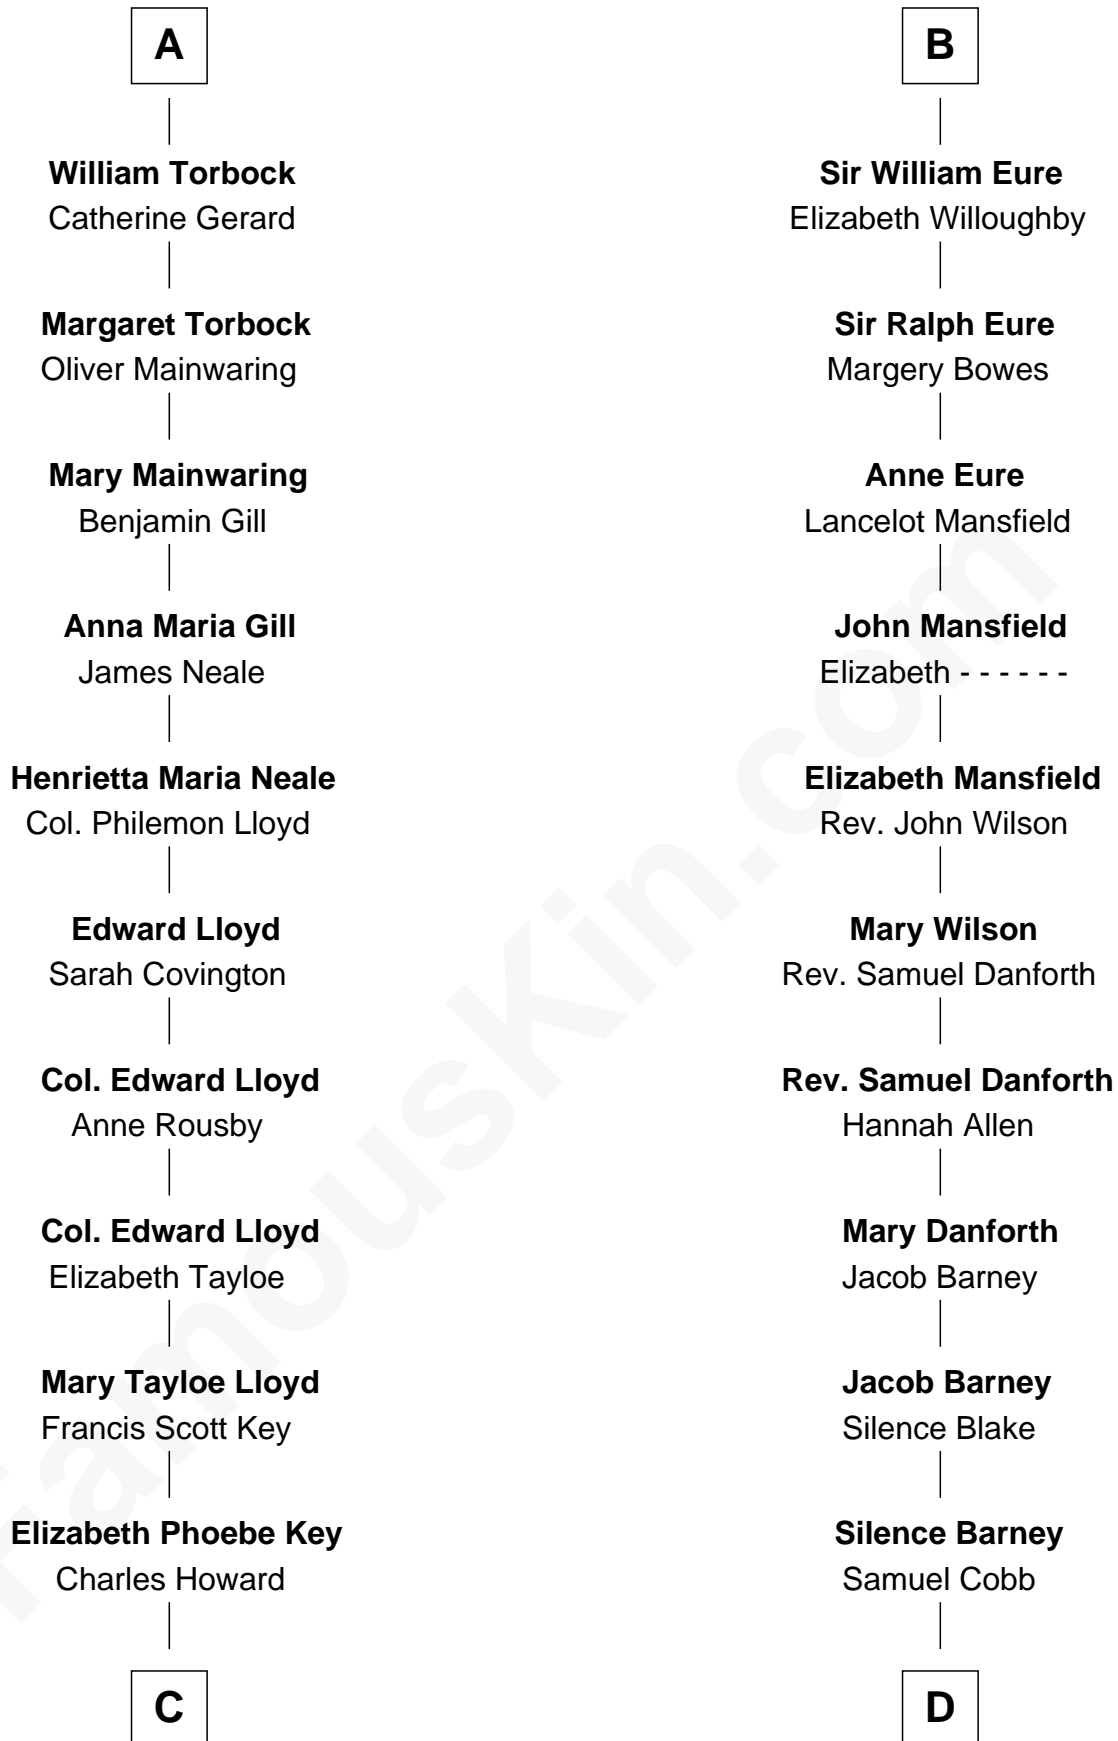 A
William Torbock
Catherine Gerard
Margaret Torbock
Oliver Mainwaring
Mary Mainwaring
Benjamin Gill
Anna Maria Gill
James Neale
Henrietta Maria Neale
Col. Philemon Lloyd
Edward Lloyd
Sarah Covington
Col. Edward Lloyd
Anne Rousby
Col. Edward Lloyd
Elizabeth Tayloe
Mary Tayloe Lloyd
Francis Scott Key
Elizabeth Phoebe Key
Charles Howard
C
B
Sir William Eure
Elizabeth Willoughby
Sir Ralph Eure
Margery Bowes
Anne Eure
Lancelot Mansfield
John Mansfield
Elizabeth - - - - - -
Elizabeth Mansfield
Rev. John Wilson
Mary Wilson
Rev. Samuel Danforth
Rev. Samuel Danforth
Hannah Allen
Mary Danforth
Jacob Barney
Jacob Barney
Silence Blake
Silence Barney
Samuel Cobb
D
FamousKin.com